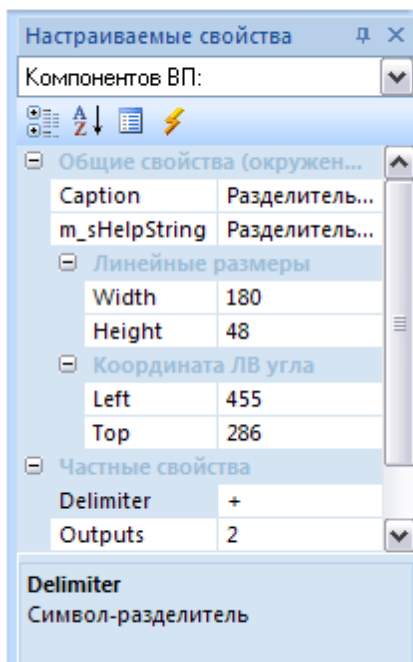 Настраиваемые свойства
Компонентов ВП:
Общие свойства (окружен...
Caption Разделитель...
m_sHelpString Разделитель...
Линейные размеры
Width 180
Height 48
Координата ЛВ угла
Left 455
Top 286
Частные свойства
Delimiter +
Outputs 2
Delimiter
Символ-разделитель